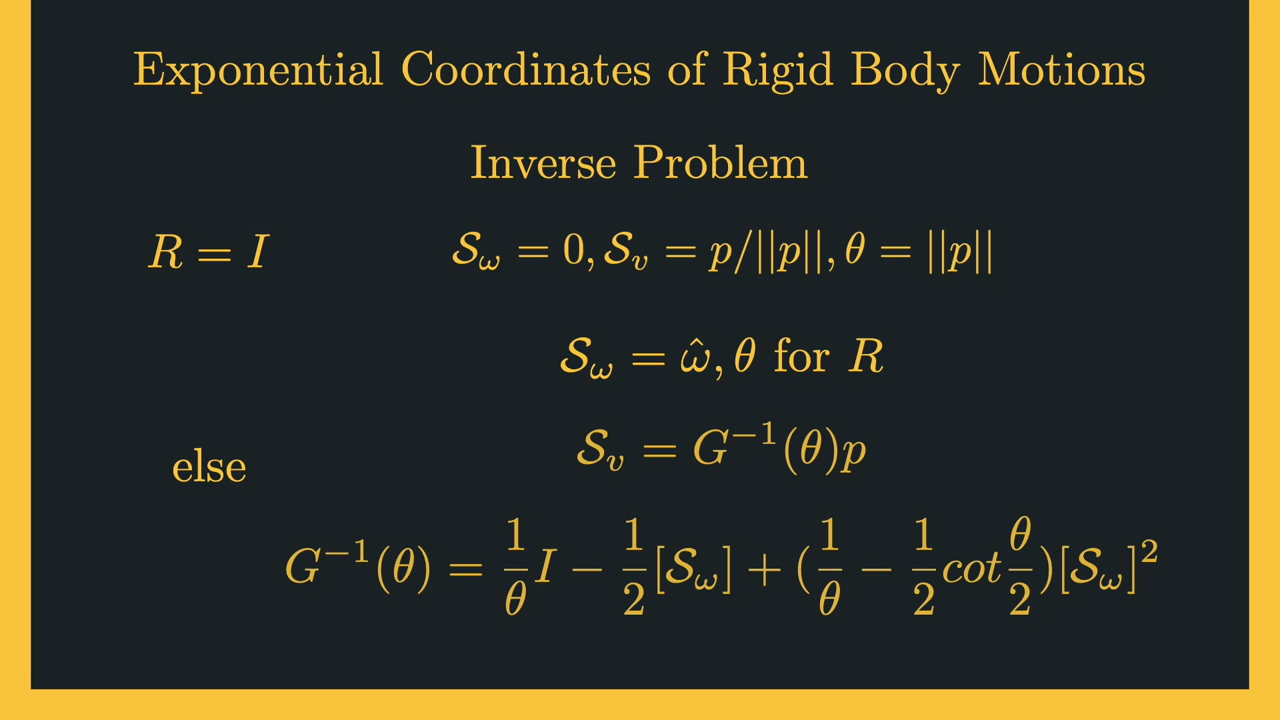 Exponential Coordinates of Rigid Body Motions
Inverse Problem
R = I
𝒮_ω = 0, 𝒮_v = p/||p||, θ = ||p||
𝒮_ω = ω̂, θ for R
else
𝒮_v = G⁻¹(θ)p
G⁻¹(θ) = 1/θ I − 1/2 [𝒮_ω] + (1/θ − 1/2 cot θ/2)[𝒮_ω]²